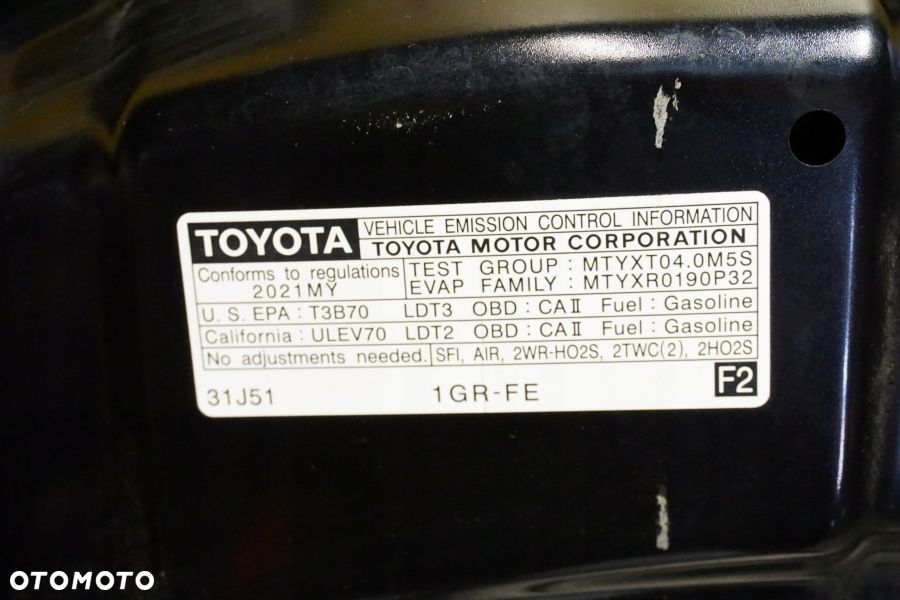 TOYOTA
VEHICLE EMISSION CONTROL INFORMATION
TOYOTA MOTOR CORPORATION
Conforms to regulations
2021MY
TEST GROUP : MTYXT04.0M5S
EVAP FAMILY : MTYXR0190P32
U.S. EPA : T3B70 LDT3 OBD : CAⅡ Fuel : Gasoline
California : ULEV70 LDT2 OBD : CAⅡ Fuel : Gasoline
No adjustments needed. SFI, AIR, 2WR-HO2S, 2TWC(2), 2HO2S
31J51 1GR-FE F2
OTOMOTO